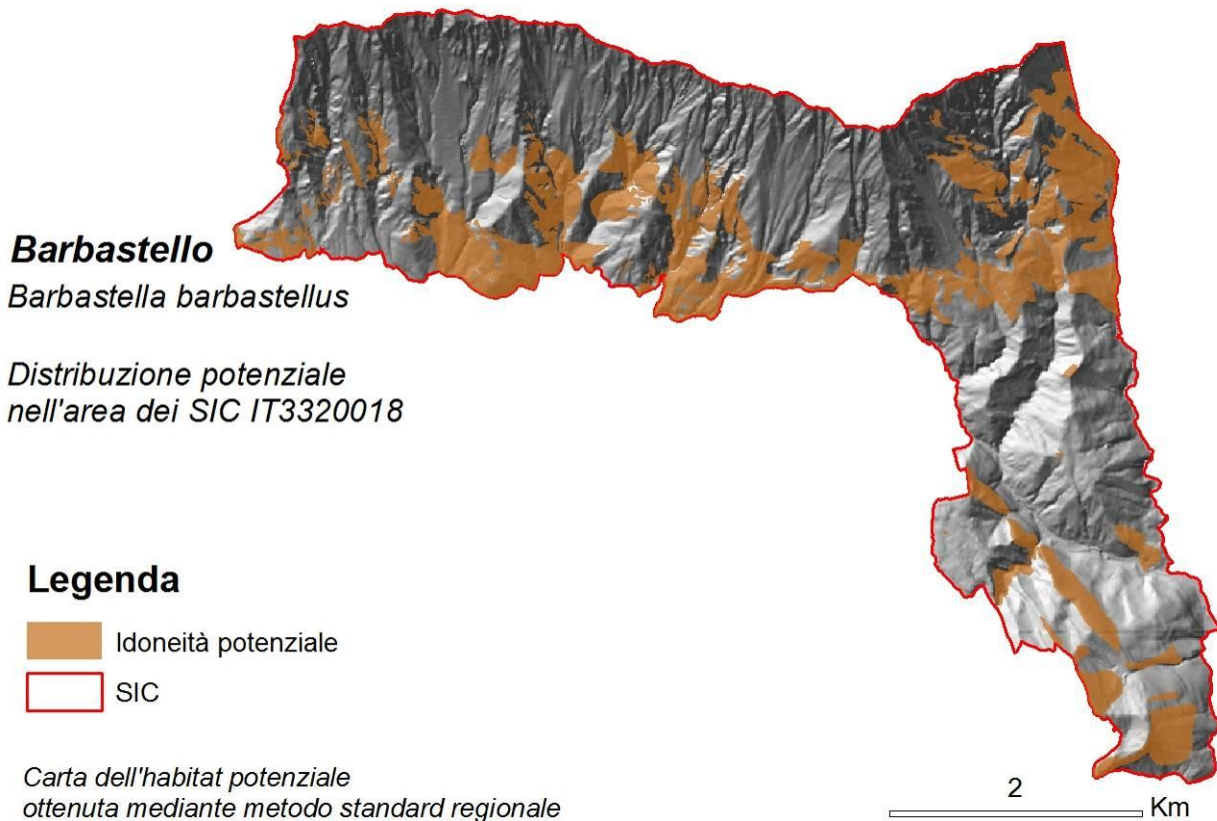 Barbastello
Barbastella barbastellus
Distribuzione potenziale
nell'area dei SIC IT3320018
Legenda
Idoneità potenziale
SIC
Carta dell'habitat potenziale
ottenuta mediante metodo standard regionale
2
Km